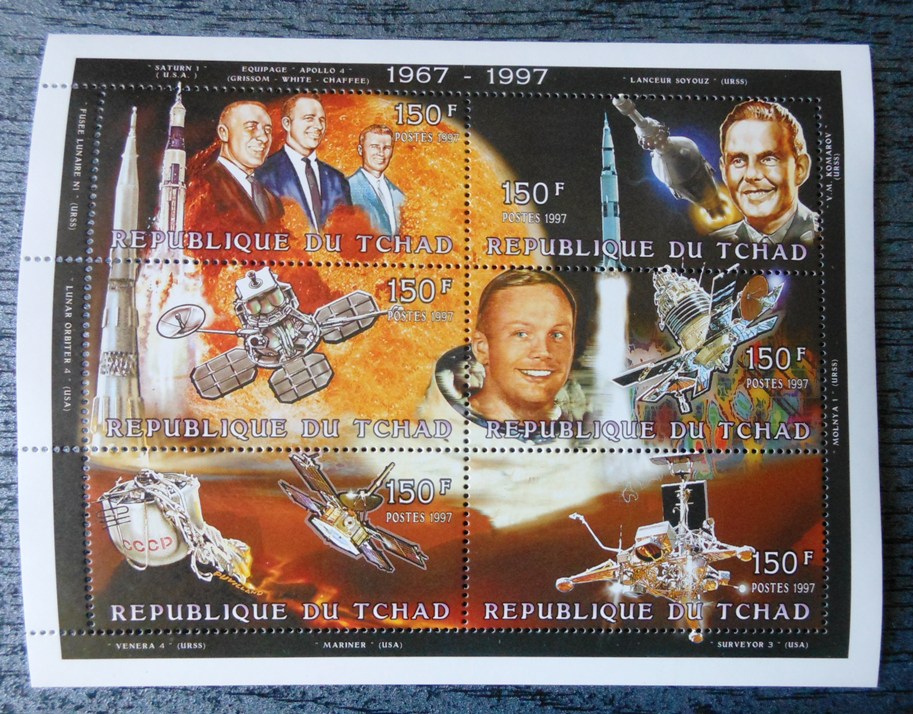 " SATURN 1 "
(U.S.A.)
EQUIPAGE " APOLLO 4 "
(GRISSOM - WHITE - CHAFFEE)
1967 - 1997
" LANCEUR SOYOUZ " (URSS)
" FUSEE LUNAIRE N1 " (URSS)
150F
POSTES 1997
REPUBLIQUE DU TCHAD
150F
POSTES 1997
REPUBLIQUE DU TCHAD
V.M. KOMAROV
(URSS)
" LUNAR ORBITER 4 " (USA)
150F
POSTES 1997
REPUBLIQUE DU TCHAD
150F
POSTES 1997
REPUBLIQUE DU TCHAD
" MOLNYA 1 " (URSS)
CCCP
150F
POSTES 1997
REPUBLIQUE DU TCHAD
150F
POSTES 1997
REPUBLIQUE DU TCHAD
" VENERA 4 " (URSS)
" MARINER " (USA)
" SURVEYOR 3 " (USA)